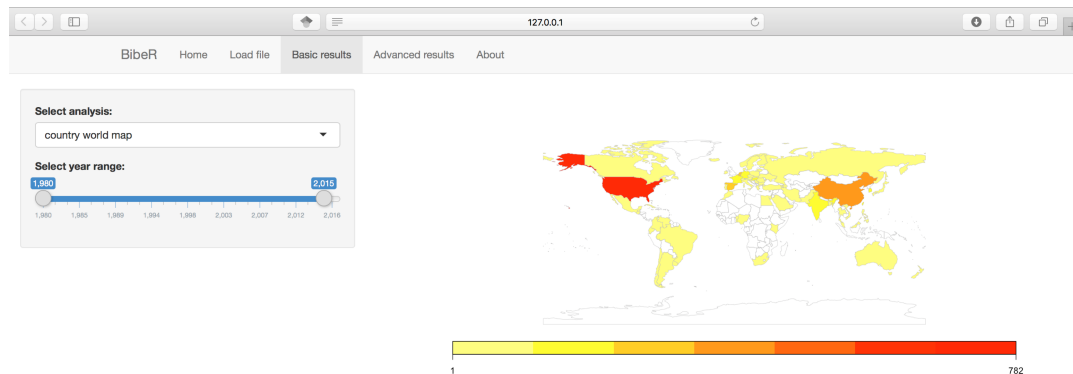 127.0.0.1
BibeR Home Load file Basic results Advanced results About
Select analysis:
country world map
Select year range:
1,980 2,015
1,980 1,985 1,989 1,994 1,998 2,003 2,007 2,012 2,016
1 782